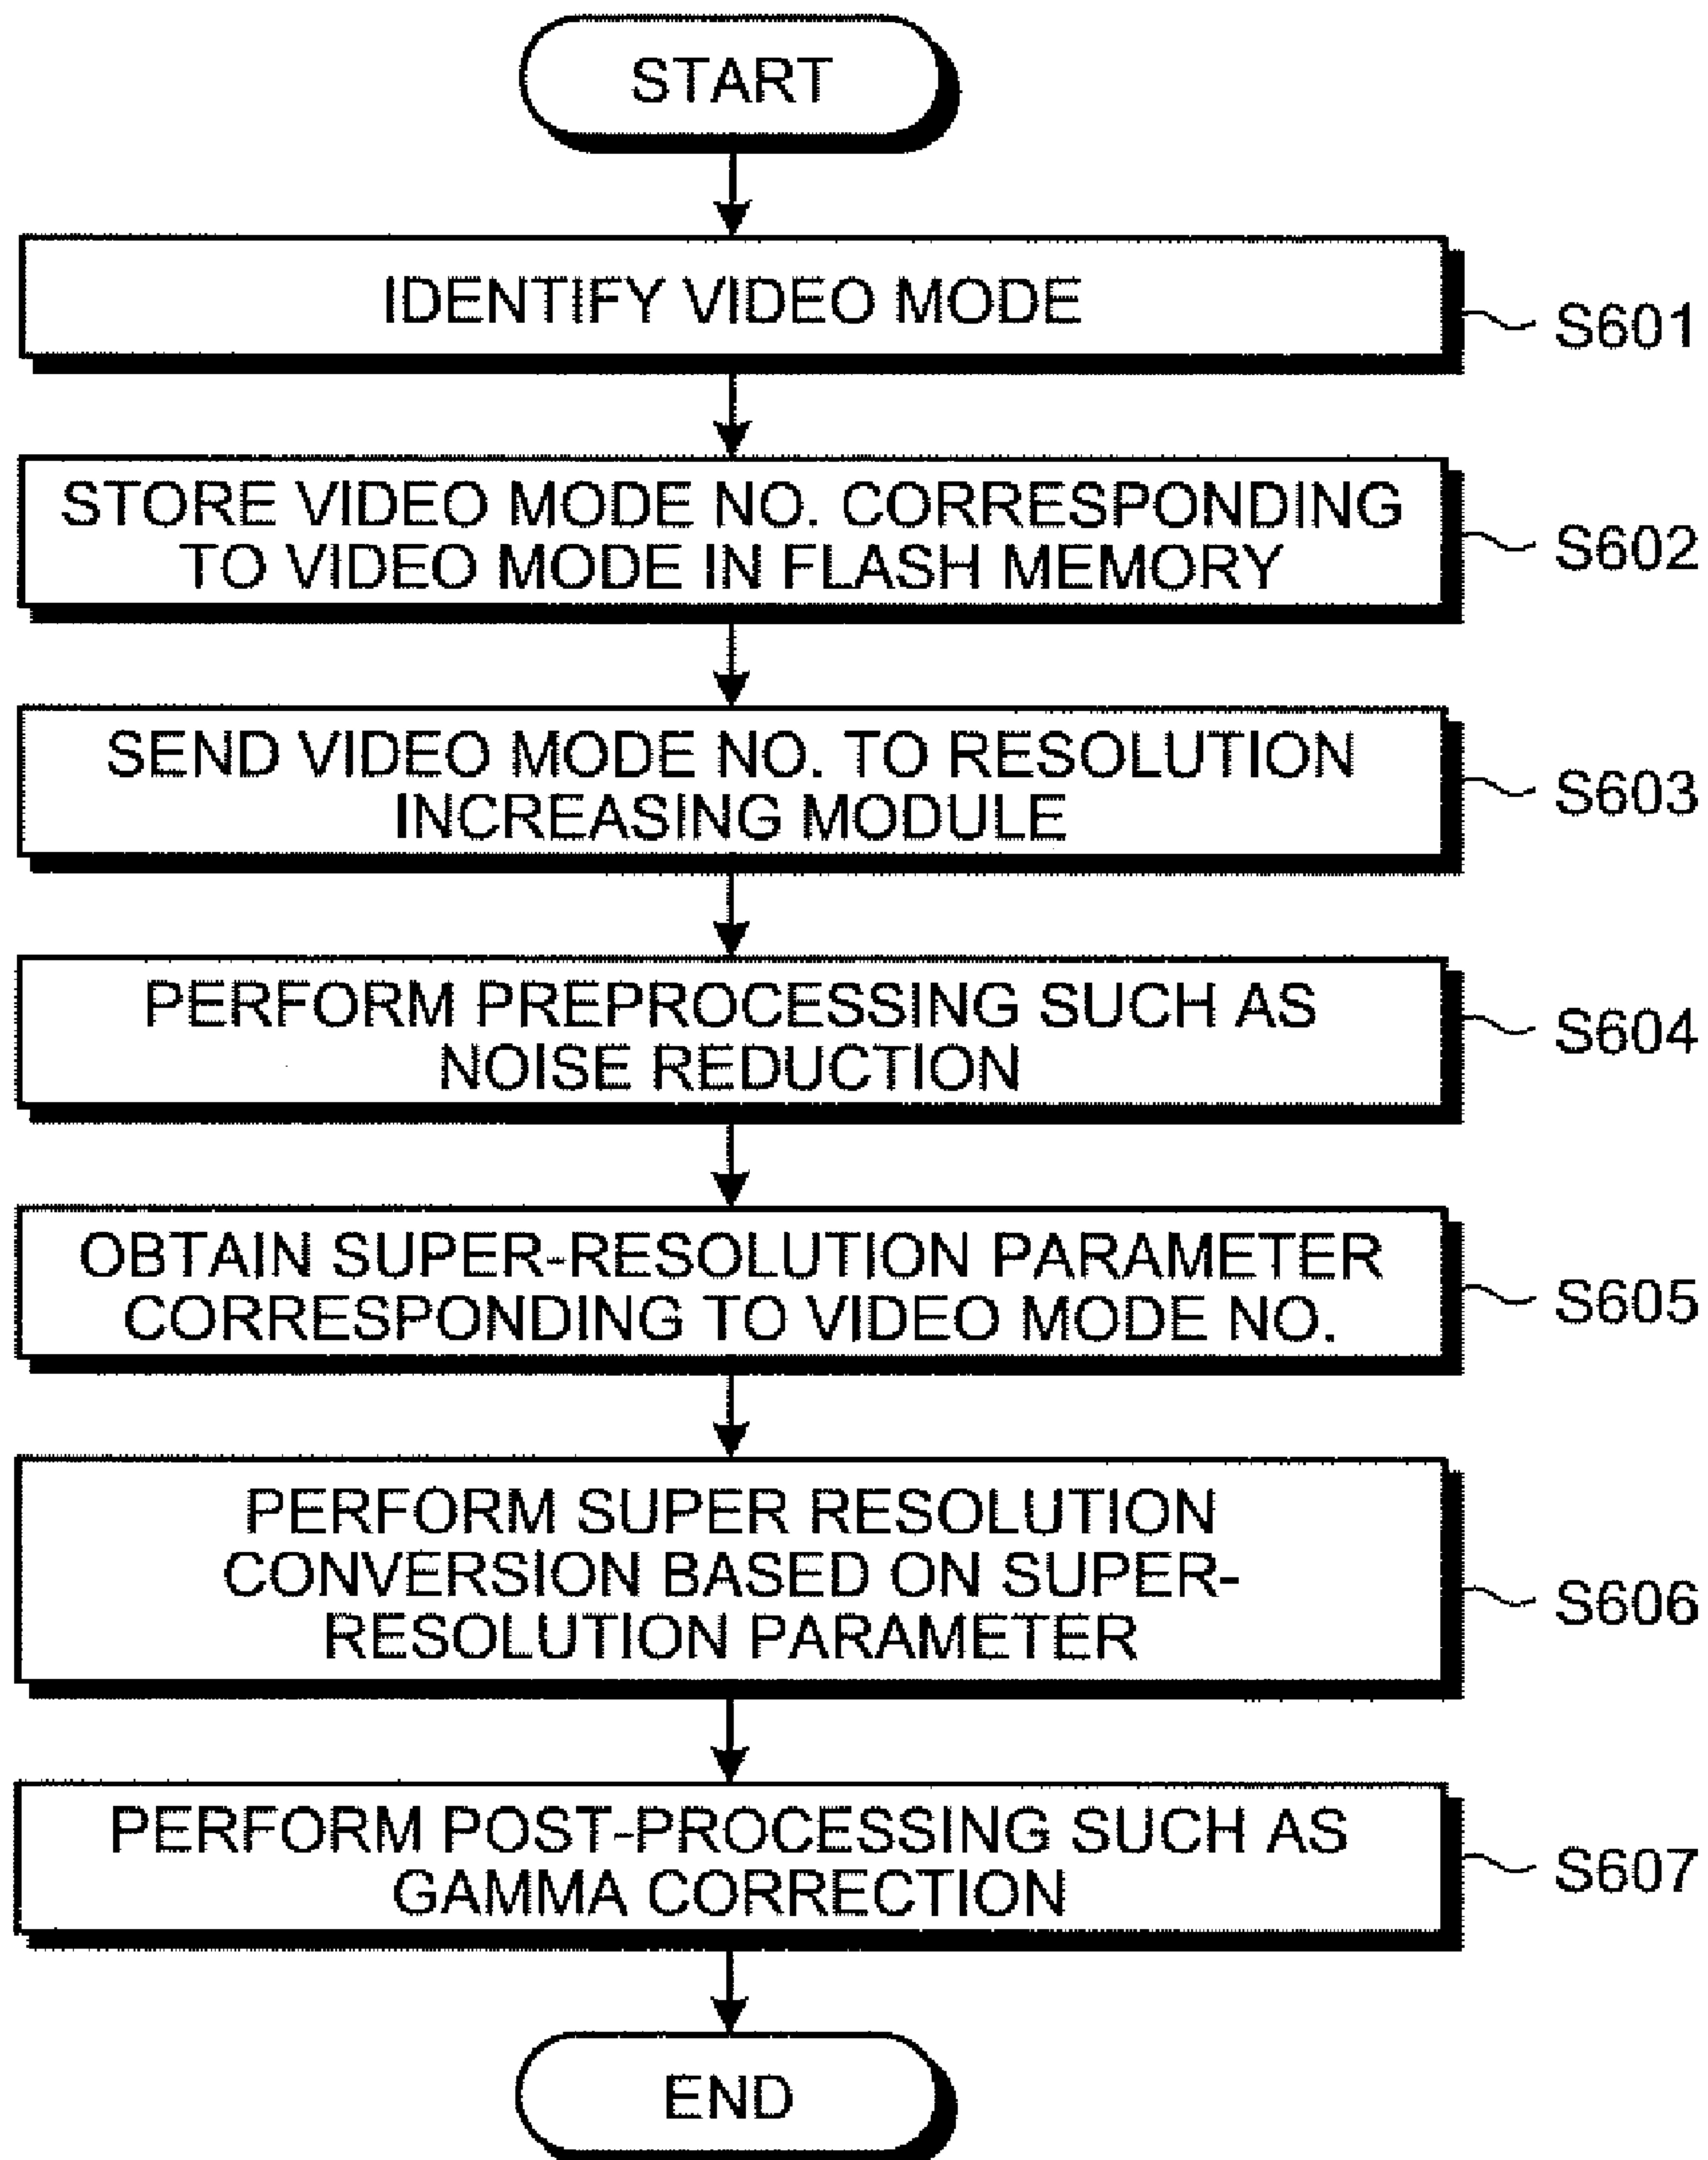 START
IDENTIFY VIDEO MODE
S601
STORE VIDEO MODE NO. CORRESPONDING
TO VIDEO MODE IN FLASH MEMORY
S602
SEND VIDEO MODE NO. TO RESOLUTION
INCREASING MODULE
S603
PERFORM PREPROCESSING SUCH AS
NOISE REDUCTION
S604
OBTAIN SUPER-RESOLUTION PARAMETER
CORRESPONDING TO VIDEO MODE NO.
S605
PERFORM SUPER RESOLUTION
CONVERSION BASED ON SUPER-
RESOLUTION PARAMETER
S606
PERFORM POST-PROCESSING SUCH AS
GAMMA CORRECTION
S607
END